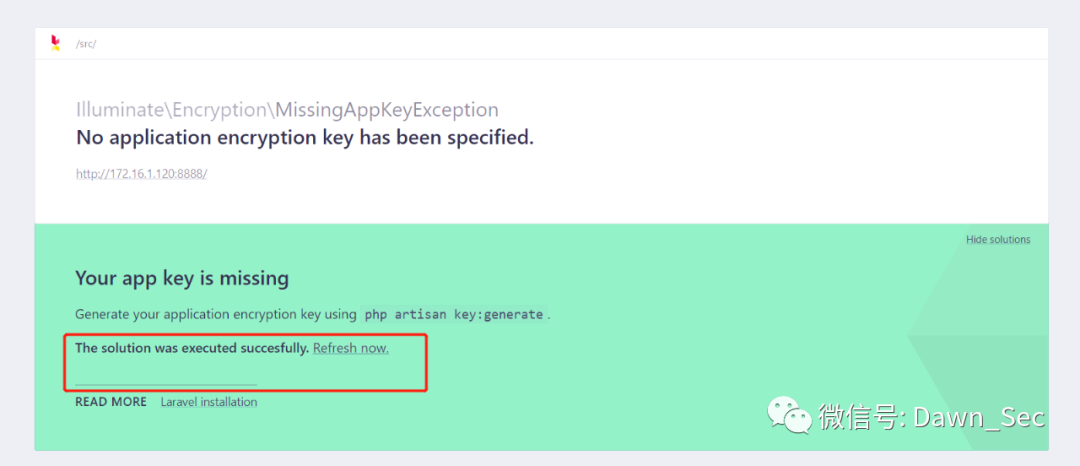 /src/
Illuminate\Encryption\MissingAppKeyException
No application encryption key has been specified.
http://172.16.1.120:8888/
Hide solutions
Your app key is missing
Generate your application encryption key using php artisan key:generate.
The solution was executed succesfully. Refresh now.
READ MORE Laravel installation
微信号: Dawn_Sec